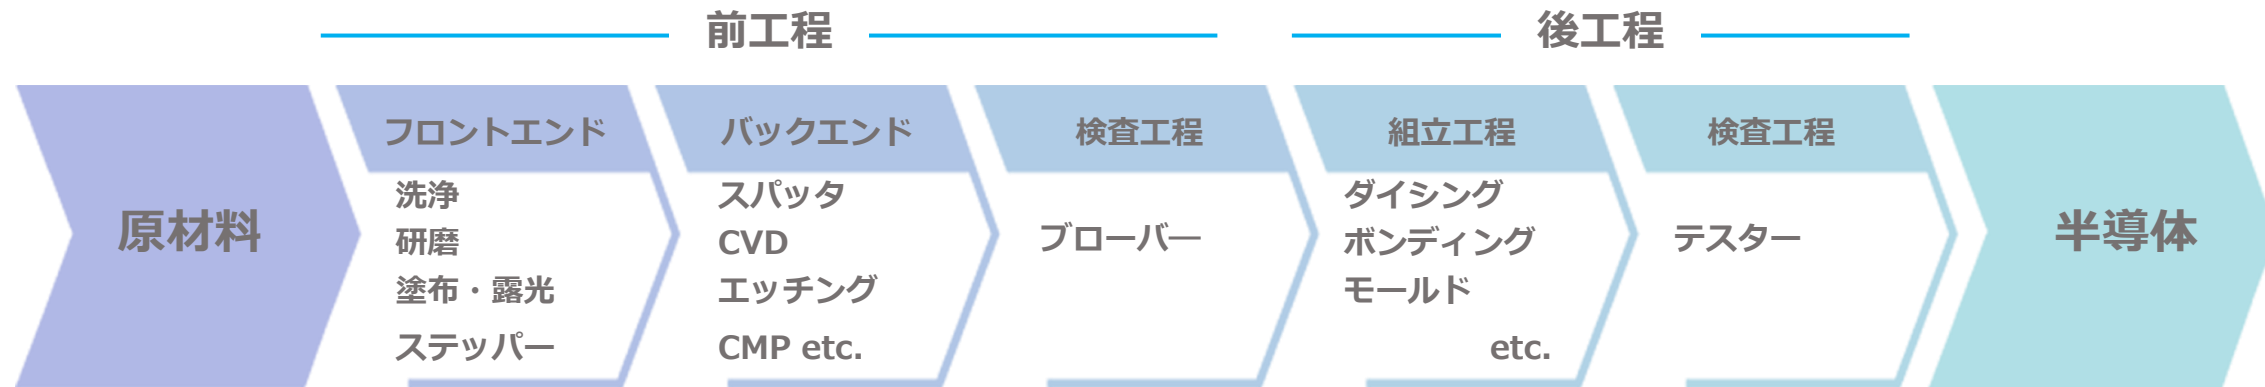 前工程
後工程
原材料
フロントエンド
洗浄
研磨
塗布・露光
ステッパー
バックエンド
スパッタ
CVD
エッチング
CMP etc.
検査工程
ブローバ―
組立工程
ダイシング
ボンディング
モールド
etc.
検査工程
テスター
半導体